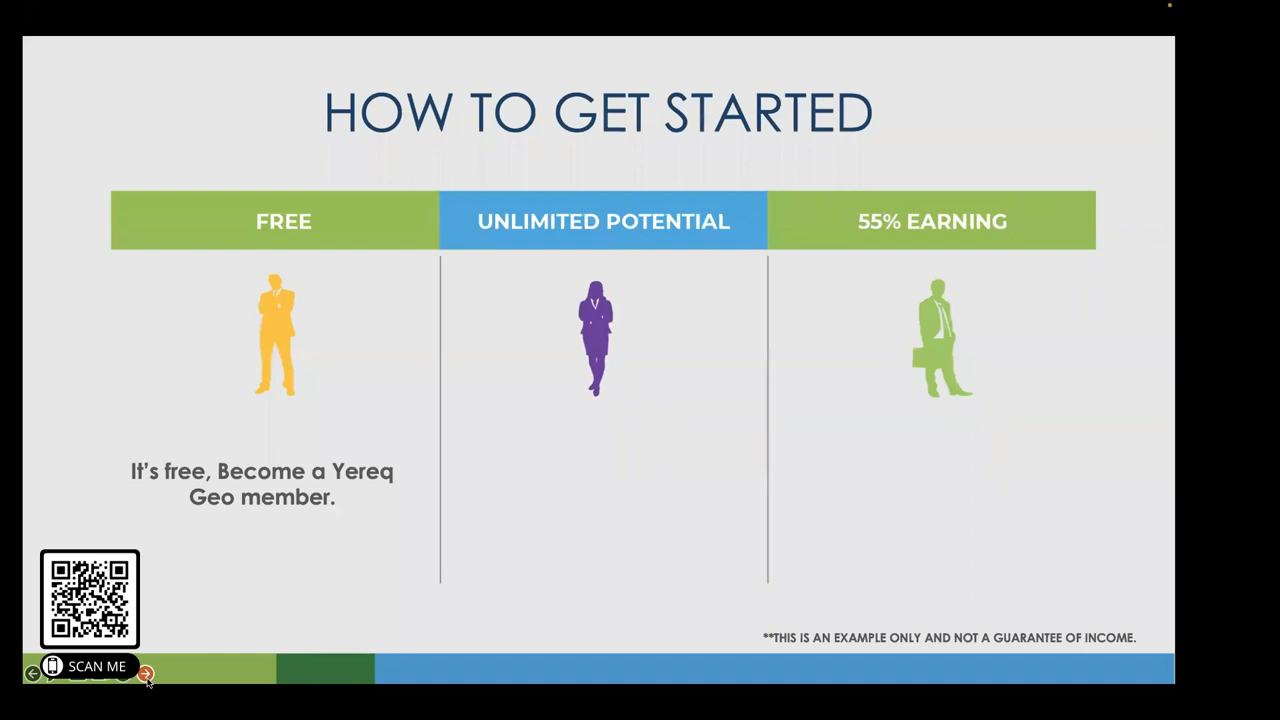 HOW TO GET STARTED
FREE
UNLIMITED POTENTIAL
55% EARNING
It's free, Become a Yereq
Geo member.
**THIS IS AN EXAMPLE ONLY AND NOT A GUARANTEE OF INCOME.
SCAN ME